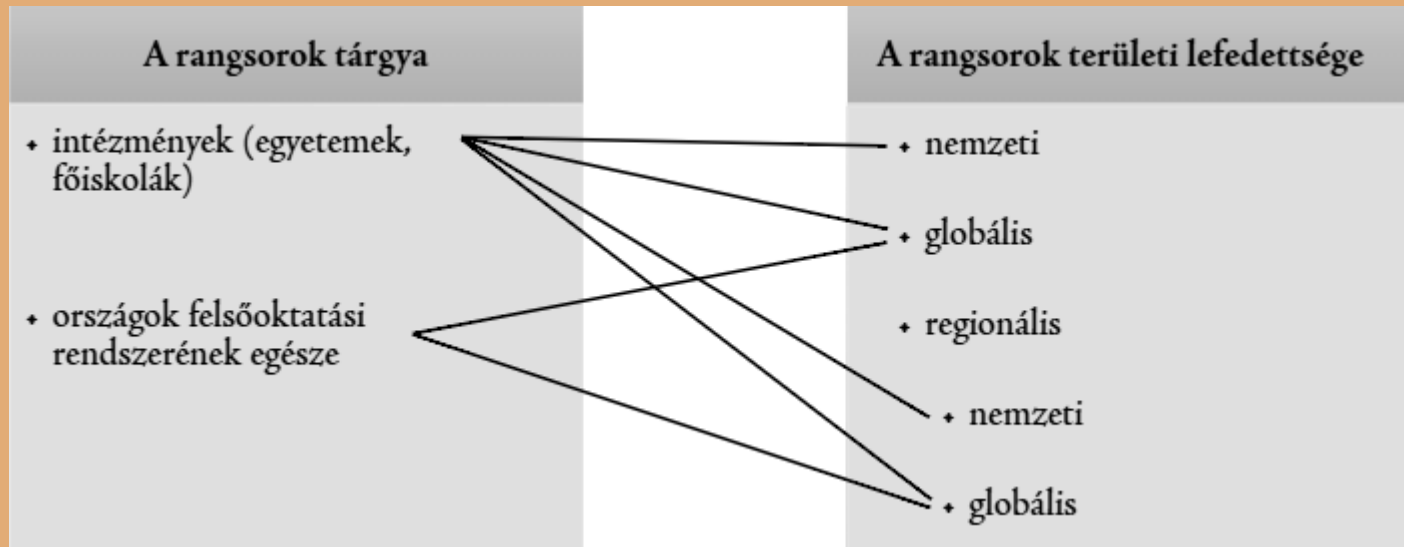 A rangsorok tárgya
intézmények (egyetemek,
főiskolák)
országok felsőoktatási
rendszerének egésze
A rangsorok területi lefedettsége
nemzeti
globális
regionális
nemzeti
globális